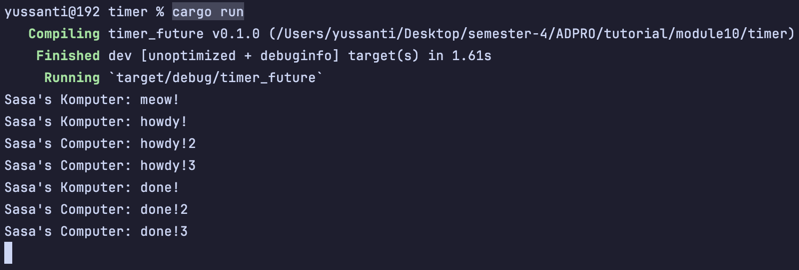 yussanti@192 timer % cargo run
Compiling timer_future v0.1.0 (/Users/yussanti/Desktop/semester-4/ADPRO/tutorial/module10/timer)
Finished dev [unoptimized + debuginfo] target(s) in 1.61s
Running `target/debug/timer_future`
Sasa's Komputer: meow!
Sasa's Komputer: howdy!
Sasa's Computer: howdy!2
Sasa's Computer: howdy!3
Sasa's Komputer: done!
Sasa's Computer: done!2
Sasa's Computer: done!3